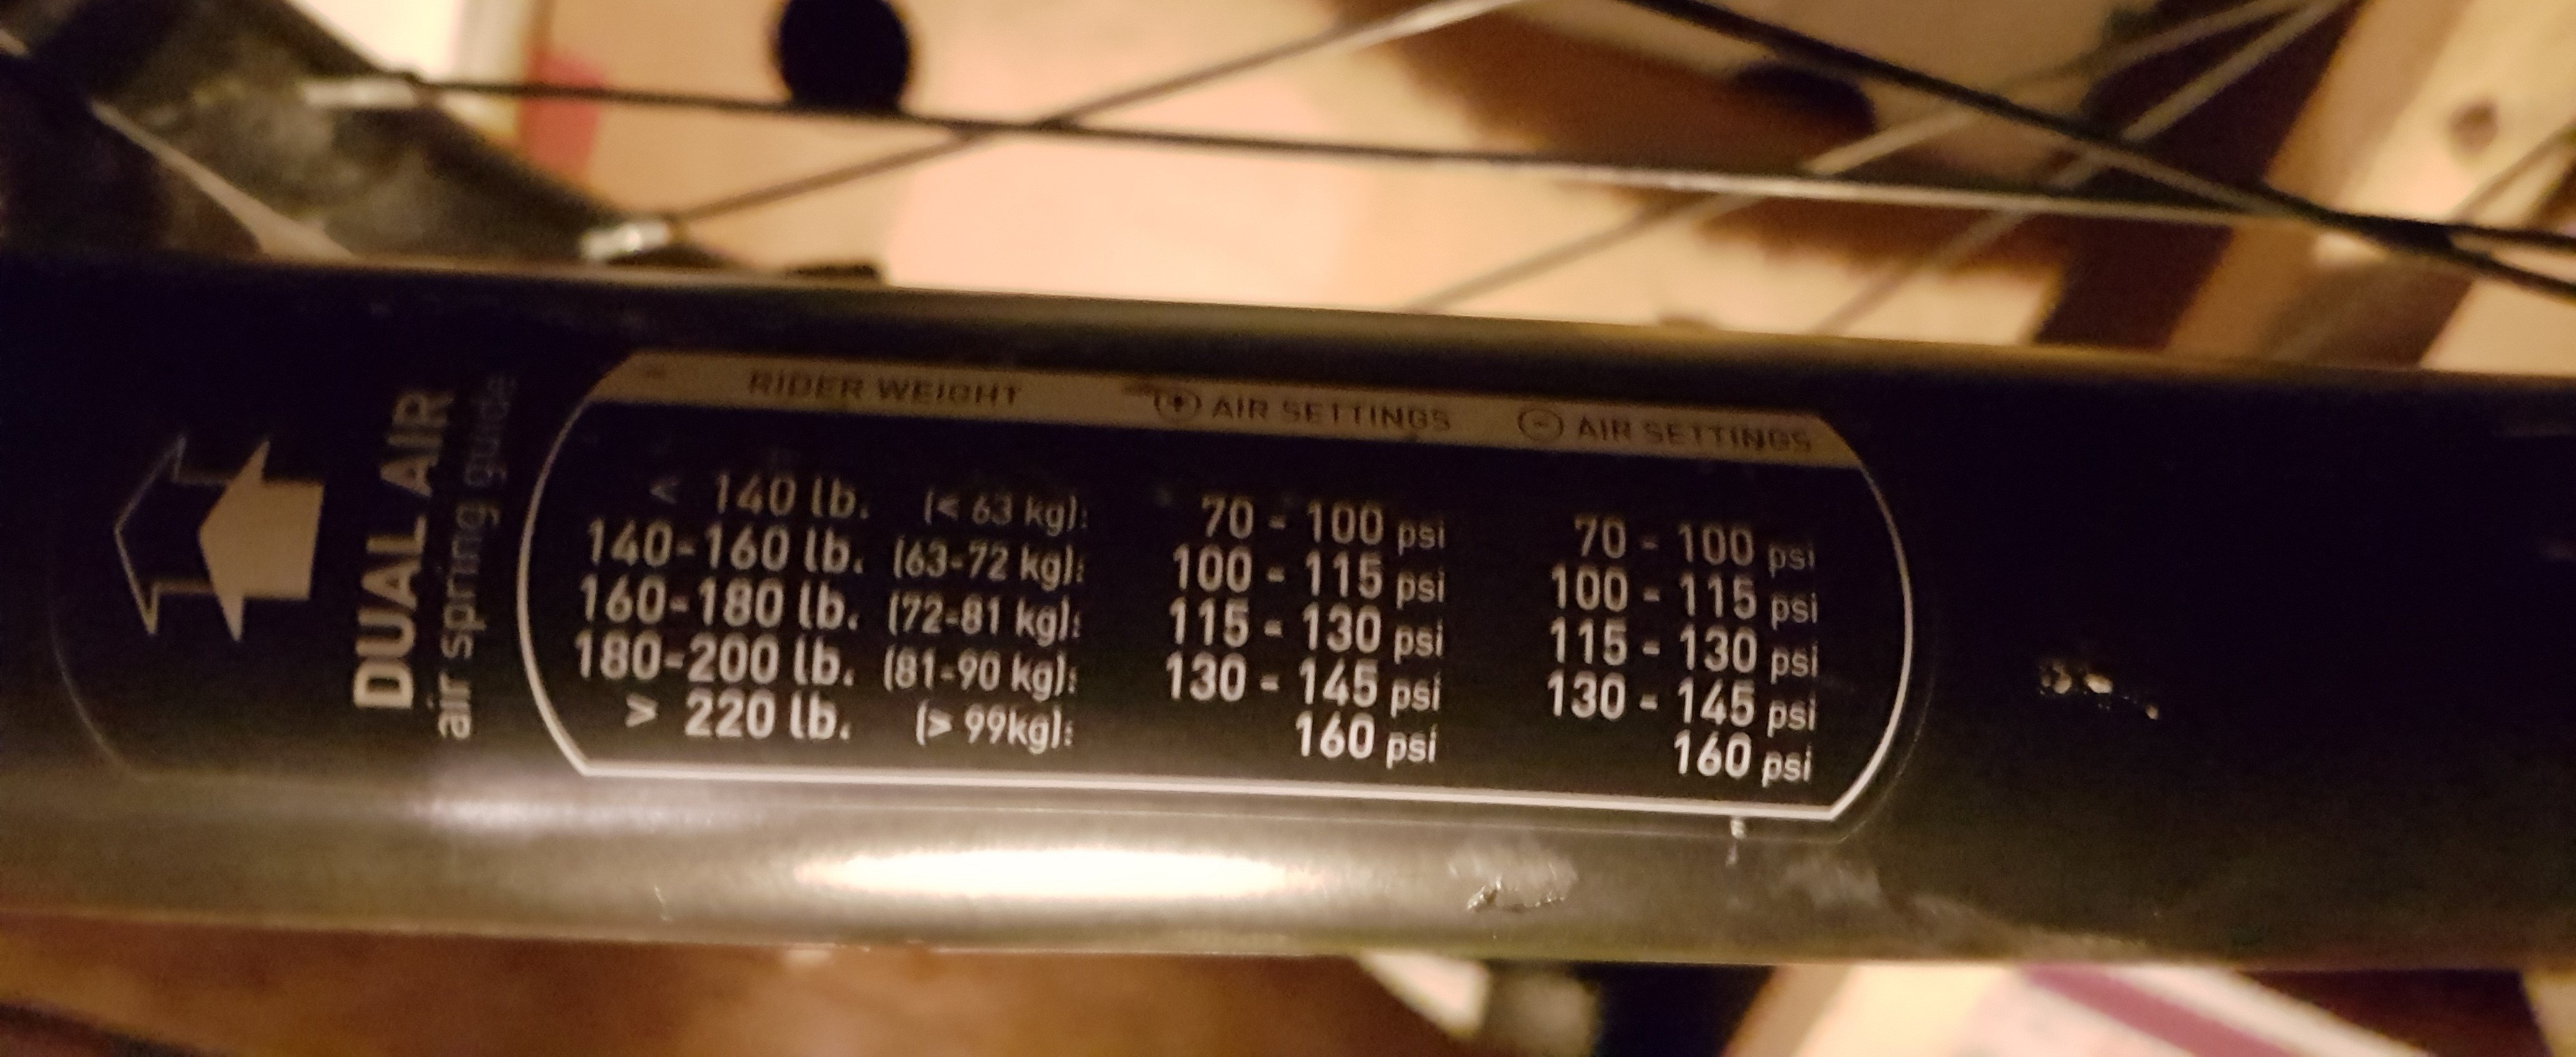 DUAL AIR
air spring guide
RIDER WEIGHT + AIR SETTINGS - AIR SETTINGS
< 140 lb. (< 63 kg): 70 - 100 psi 70 - 100 psi
140-160 lb. (63-72 kg): 100 - 115 psi 100 - 115 psi
160-180 lb. (72-81 kg): 115 - 130 psi 115 - 130 psi
180-200 lb. (81-90 kg): 130 - 145 psi 130 - 145 psi
> 220 lb. (> 99kg): 160 psi 160 psi